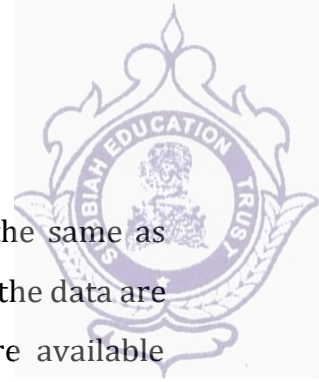 EDUCATION TRUST
he same as
the data are
re available